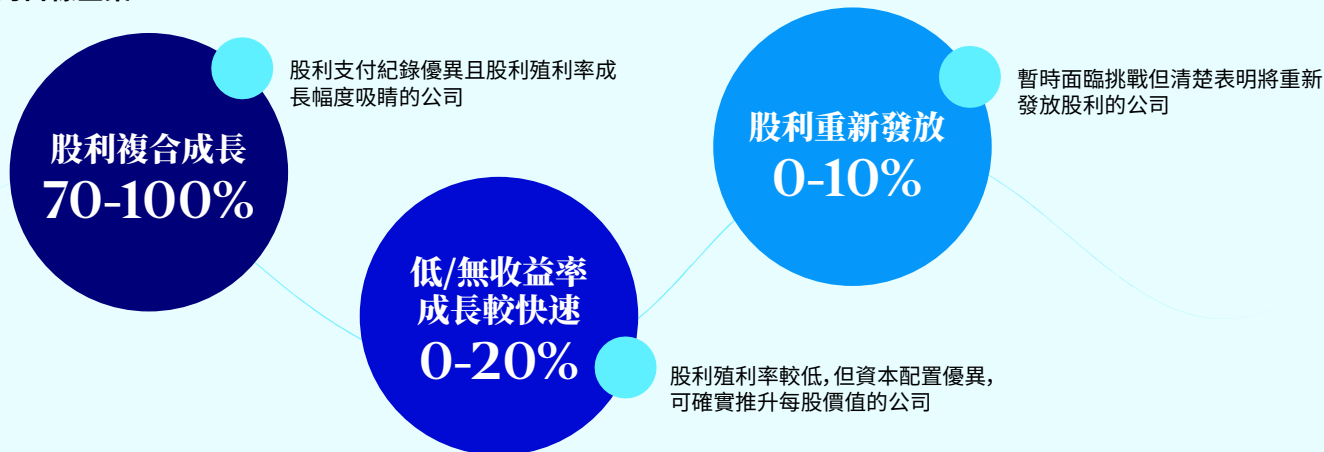 股利複合成長
70-100%
股利支付紀錄優異且股利殖利率成
長幅度吸睛的公司
低/無收益率
成長較快速
0-20%
股利殖利率較低，但資本配置優異，
可確實推升每股價值的公司
股利重新發放
0-10%
暫時面臨挑戰但清楚表明將重新
發放股利的公司